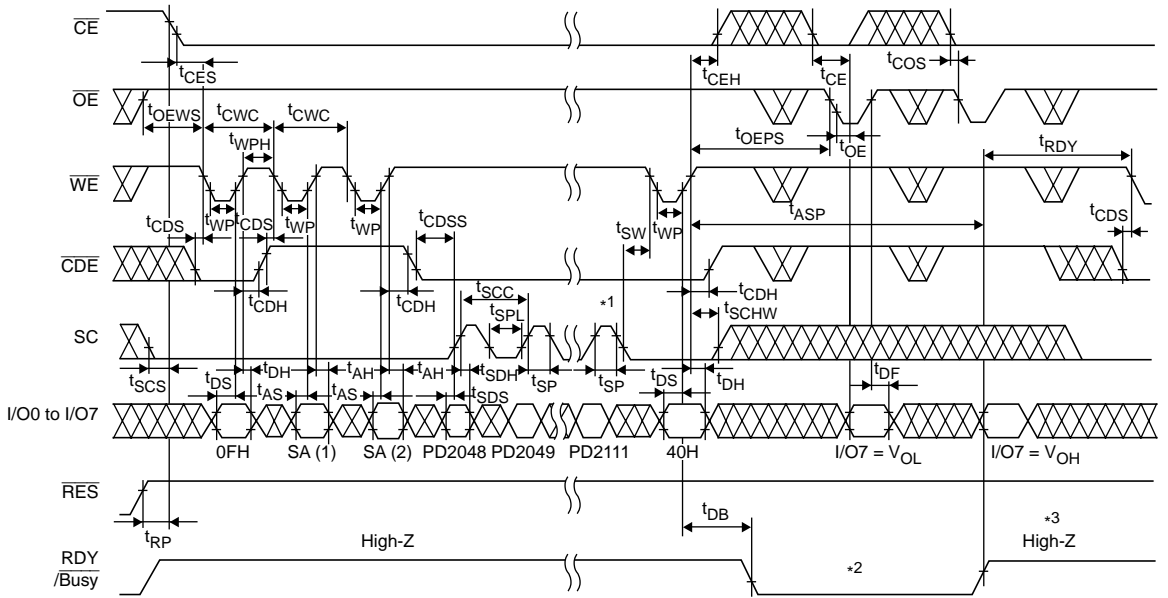 CE
tCES
tCEH
tCE
tCOS
OE
tOEWS
tCWC
tCWC
tWPH
tOEPS
tOE
tRDY
WE
tCDS
tWP
tCDS
tWP
tWP
tCDSS
tSW
tWP
tASP
tCDS
CDE
tCDH
tCDH
tSCC
tSPL
*1
tCDH
tSCHW
SC
tSCS
tDS
tDH
tAS
tAH
tAS
tAH
tSDH
tSDS
tSP
tSP
tDS
tDH
tDF
I/O0 to I/O7
0FH
SA (1)
SA (2)
PD2048
PD2049
PD2111
40H
I/O7 = VOL
I/O7 = VOH
RES
tRP
tDB
*3
High-Z
High-Z
RDY
/Busy
*2